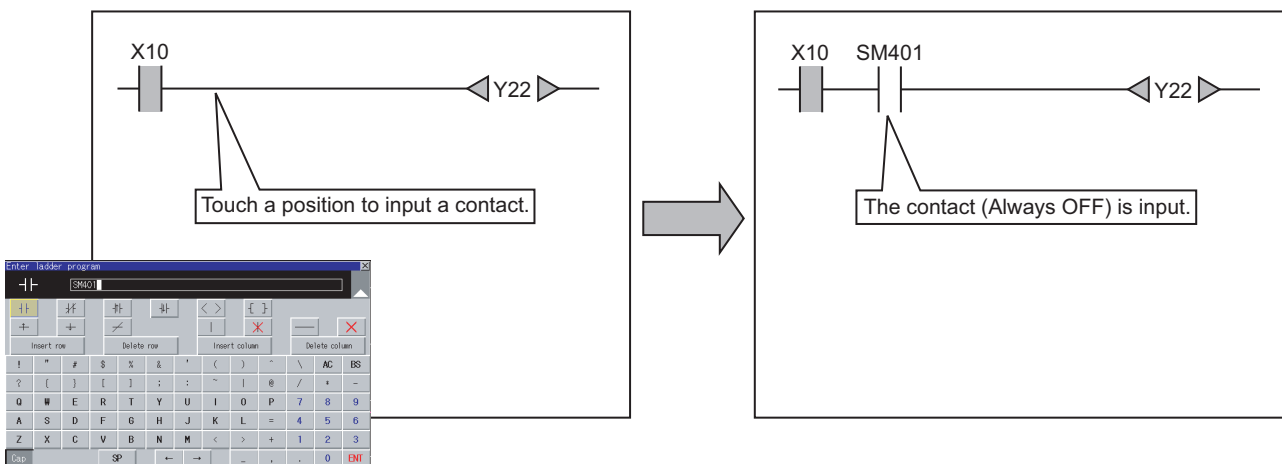 X10
Y22
Touch a position to input a contact.
X10 SM401
Y22
The contact (Always OFF) is input.
Enter ladder program
SM401
Insert row Delete row Insert column Delete column
! " # $ % & ' ( ) ^ \ AC BS
? { } [ ] ; : ~ | @ / * -
Q W E R T Y U I O P 7 8 9
A S D F G H J K L = 4 5 6
Z X C V B N M < > + 1 2 3
Cap SP ← → _ , . 0 ENT